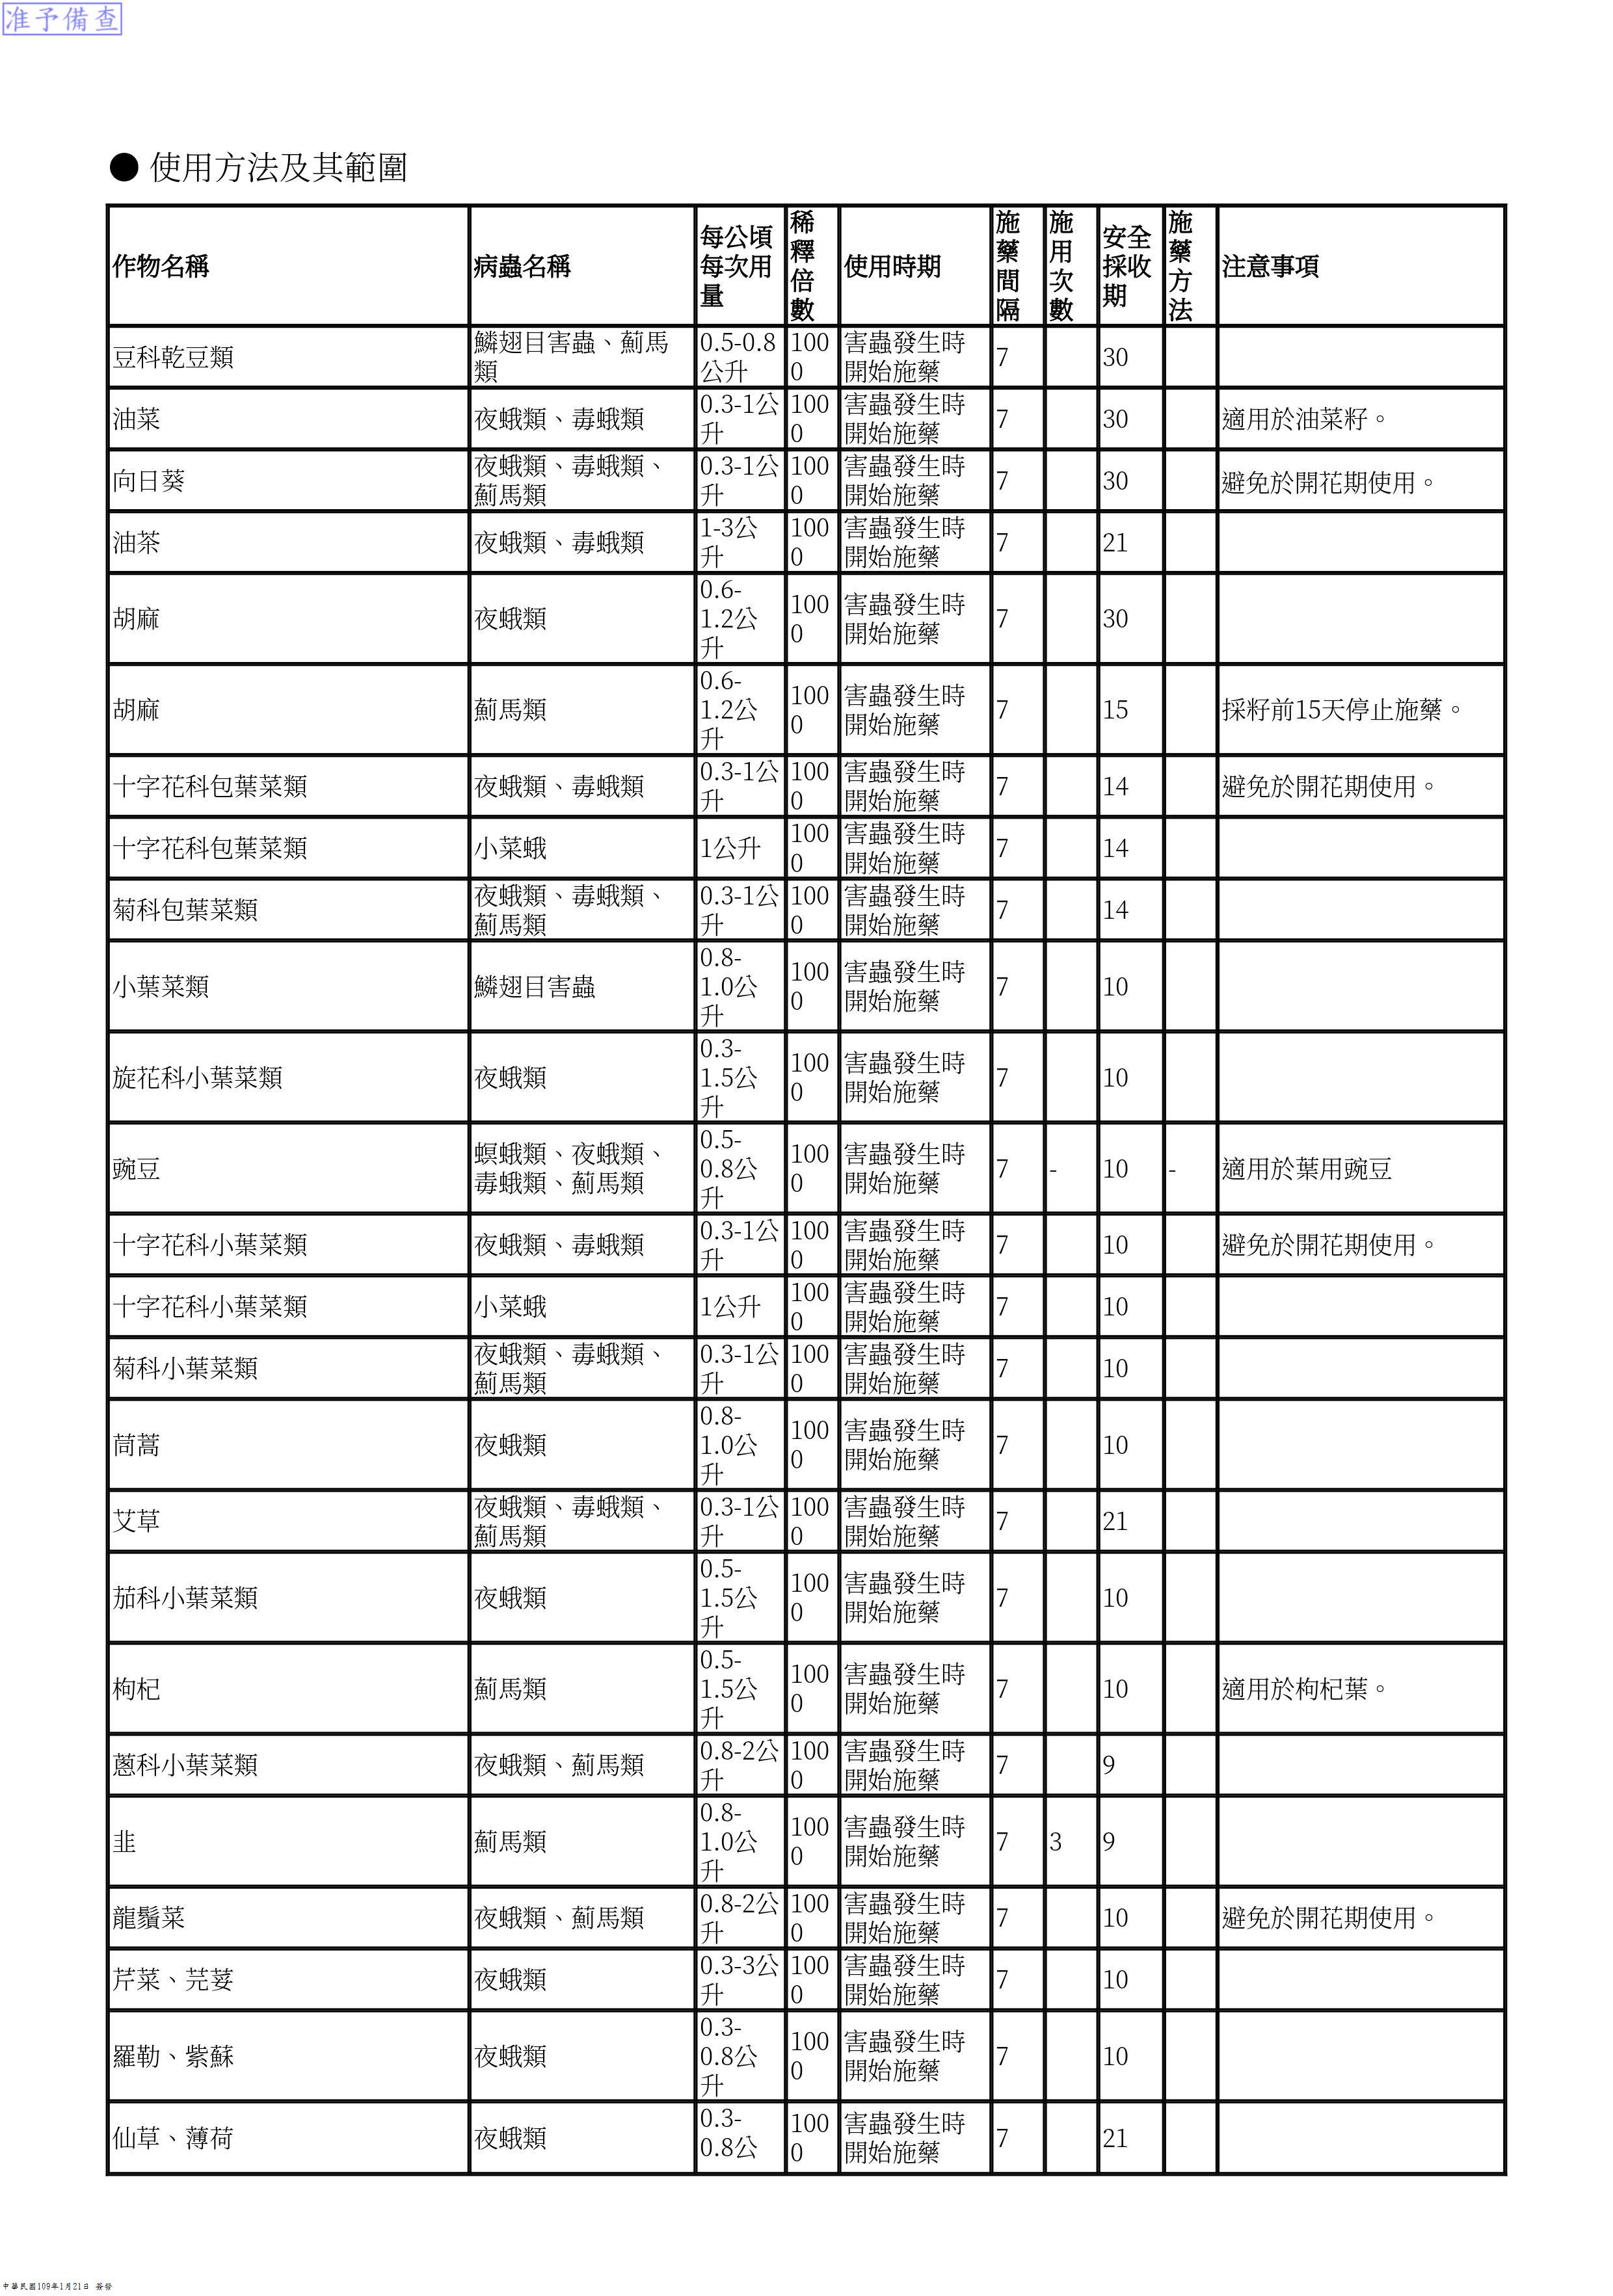 准予備查
● 使用方法及其範圍
作物名稱 病蟲名稱 每公頃每次用量 稀釋倍數 使用時期 施藥間隔 施用次數 安全採收期 施藥方法 注意事項
豆科乾豆類 鱗翅目害蟲、薊馬類 0.5-0.8公升 1000 害蟲發生時開始施藥 7 30
油菜 夜蛾類、毒蛾類 0.3-1公升 1000 害蟲發生時開始施藥 7 30 適用於油菜籽。
向日葵 夜蛾類、毒蛾類、薊馬類 0.3-1公升 1000 害蟲發生時開始施藥 7 30 避免於開花期使用。
油茶 夜蛾類、毒蛾類 1-3公升 1000 害蟲發生時開始施藥 7 21
胡麻 夜蛾類 0.6-1.2公升 1000 害蟲發生時開始施藥 7 30
胡麻 薊馬類 0.6-1.2公升 1000 害蟲發生時開始施藥 7 15 採籽前15天停止施藥。
十字花科包葉菜類 夜蛾類、毒蛾類 0.3-1公升 1000 害蟲發生時開始施藥 7 14 避免於開花期使用。
十字花科包葉菜類 小菜蛾 1公升 1000 害蟲發生時開始施藥 7 14
菊科包葉菜類 夜蛾類、毒蛾類、薊馬類 0.3-1公升 1000 害蟲發生時開始施藥 7 14
小葉菜類 鱗翅目害蟲 0.8-1.0公升 1000 害蟲發生時開始施藥 7 10
旋花科小葉菜類 夜蛾類 0.3-1.5公升 1000 害蟲發生時開始施藥 7 10
豌豆 螟蛾類、夜蛾類、毒蛾類、薊馬類 0.5-0.8公升 1000 害蟲發生時開始施藥 7 - 10 - 適用於葉用豌豆
十字花科小葉菜類 夜蛾類、毒蛾類 0.3-1公升 1000 害蟲發生時開始施藥 7 10 避免於開花期使用。
十字花科小葉菜類 小菜蛾 1公升 1000 害蟲發生時開始施藥 7 10
菊科小葉菜類 夜蛾類、毒蛾類、薊馬類 0.3-1公升 1000 害蟲發生時開始施藥 7 10
茼蒿 夜蛾類 0.8-1.0公升 1000 害蟲發生時開始施藥 7 10
艾草 夜蛾類、毒蛾類、薊馬類 0.3-1公升 1000 害蟲發生時開始施藥 7 21
茄科小葉菜類 夜蛾類 0.5-1.5公升 1000 害蟲發生時開始施藥 7 10
枸杞 薊馬類 0.5-1.5公升 1000 害蟲發生時開始施藥 7 10 適用於枸杞葉。
蔥科小葉菜類 夜蛾類、薊馬類 0.8-2公升 1000 害蟲發生時開始施藥 7 9
韭 薊馬類 0.8-1.0公升 1000 害蟲發生時開始施藥 7 3 9
龍鬚菜 夜蛾類、薊馬類 0.8-2公升 1000 害蟲發生時開始施藥 7 10 避免於開花期使用。
芹菜、芫荽 夜蛾類 0.3-3公升 1000 害蟲發生時開始施藥 7 10
羅勒、紫蘇 夜蛾類 0.3-0.8公升 1000 害蟲發生時開始施藥 7 10
仙草、薄荷 夜蛾類 0.3-0.8公 1000 害蟲發生時開始施藥 7 21
中華民國109年1月21日 簽發